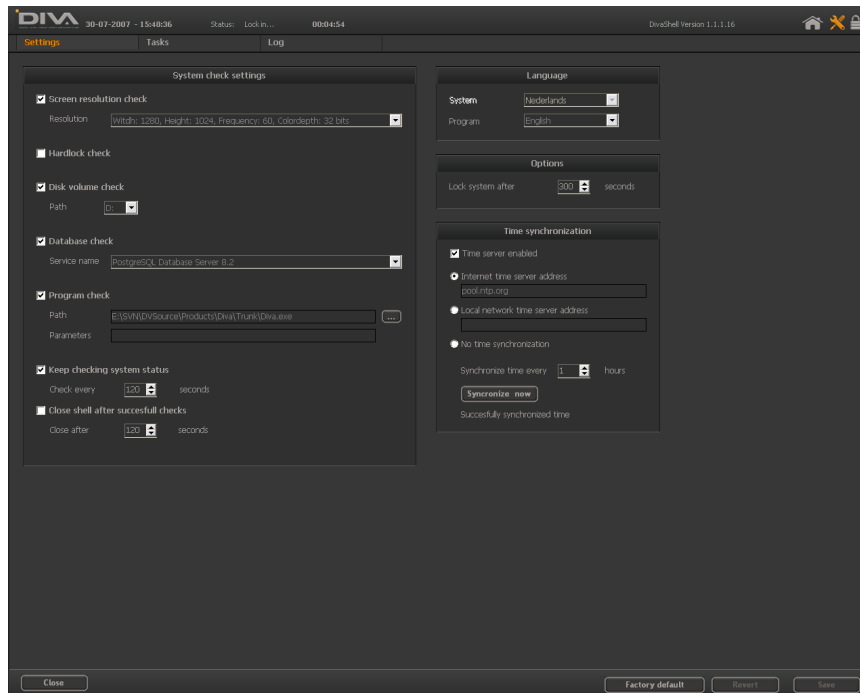 DIVA 30-07-2007 - 15:48:36 Status: Lock in... 00:04:54 DivaShell Version 1.1.1.16
Settings Tasks Log
System check settings
Screen resolution check
Resolution Witdh: 1280, Height: 1024, Frequency: 60, Colordepth: 32 bits
Hardlock check
Disk volume check
Path D:
Database check
Service name PostgreSQL Database Server 8.2
Program check
Path E:\SVN\DVSource\Products\Diva\Trunk\Diva.exe ...
Parameters
Keep checking system status
Check every 120 seconds
Close shell after succesfull checks
Close after 120 seconds
Language
System Nederlands
Program English
Options
Lock system after 300 seconds
Time synchronization
Time server enabled
Internet time server address
pool.ntp.org
Local network time server address
No time synchronization
Synchronize time every 1 hours
Syncronize now
Succesfully synchronized time
Close Factory default Revert Save